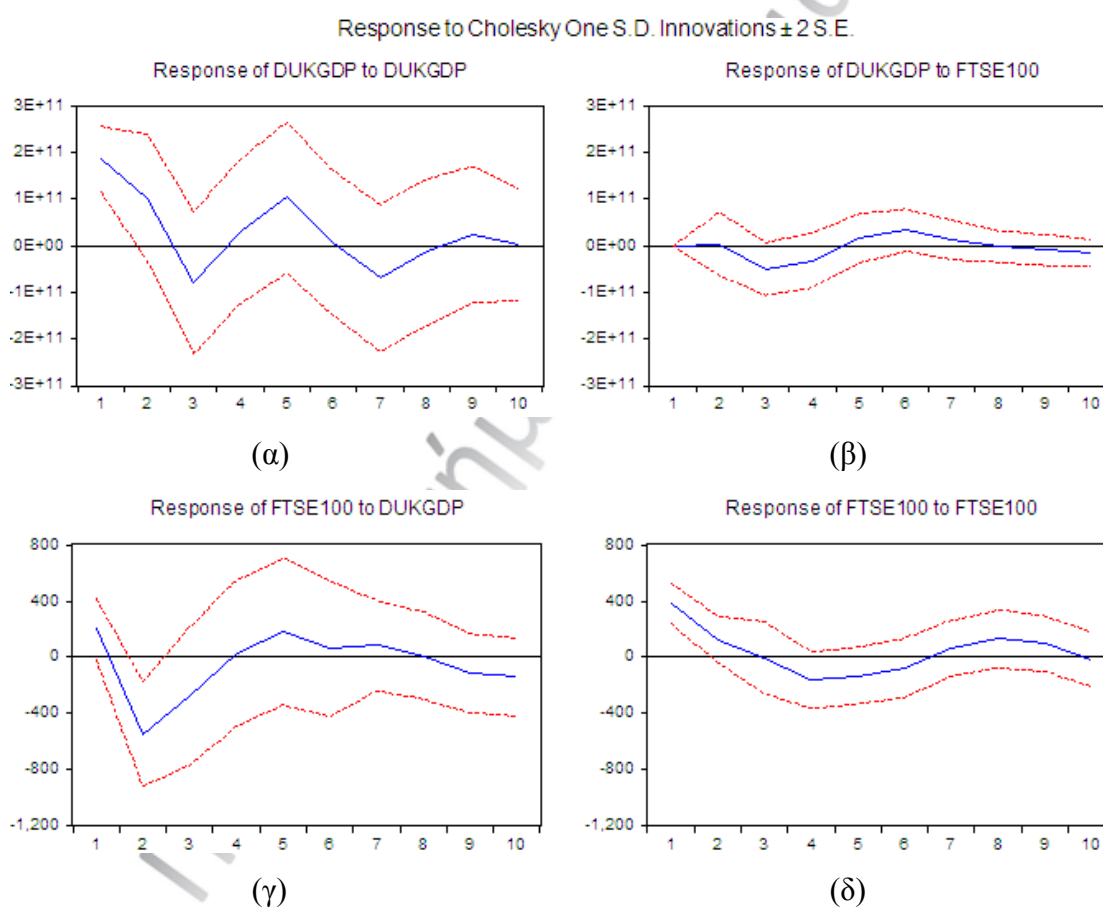 Response to Cholesky One S.D. Innovations ± 2 S.E.
Response of DUKGDP to DUKGDP
3E+11
2E+11
1E+11
0E+00
-1E+11
-2E+11
-3E+11
1 2 3 4 5 6 7 8 9 10
(α)
Response of DUKGDP to FTSE100
3E+11
2E+11
1E+11
0E+00
-1E+11
-2E+11
-3E+11
1 2 3 4 5 6 7 8 9 10
(β)
Response of FTSE100 to DUKGDP
800
400
0
-400
-800
-1,200
1 2 3 4 5 6 7 8 9 10
(γ)
Response of FTSE100 to FTSE100
800
400
0
-400
-800
-1,200
1 2 3 4 5 6 7 8 9 10
(δ)